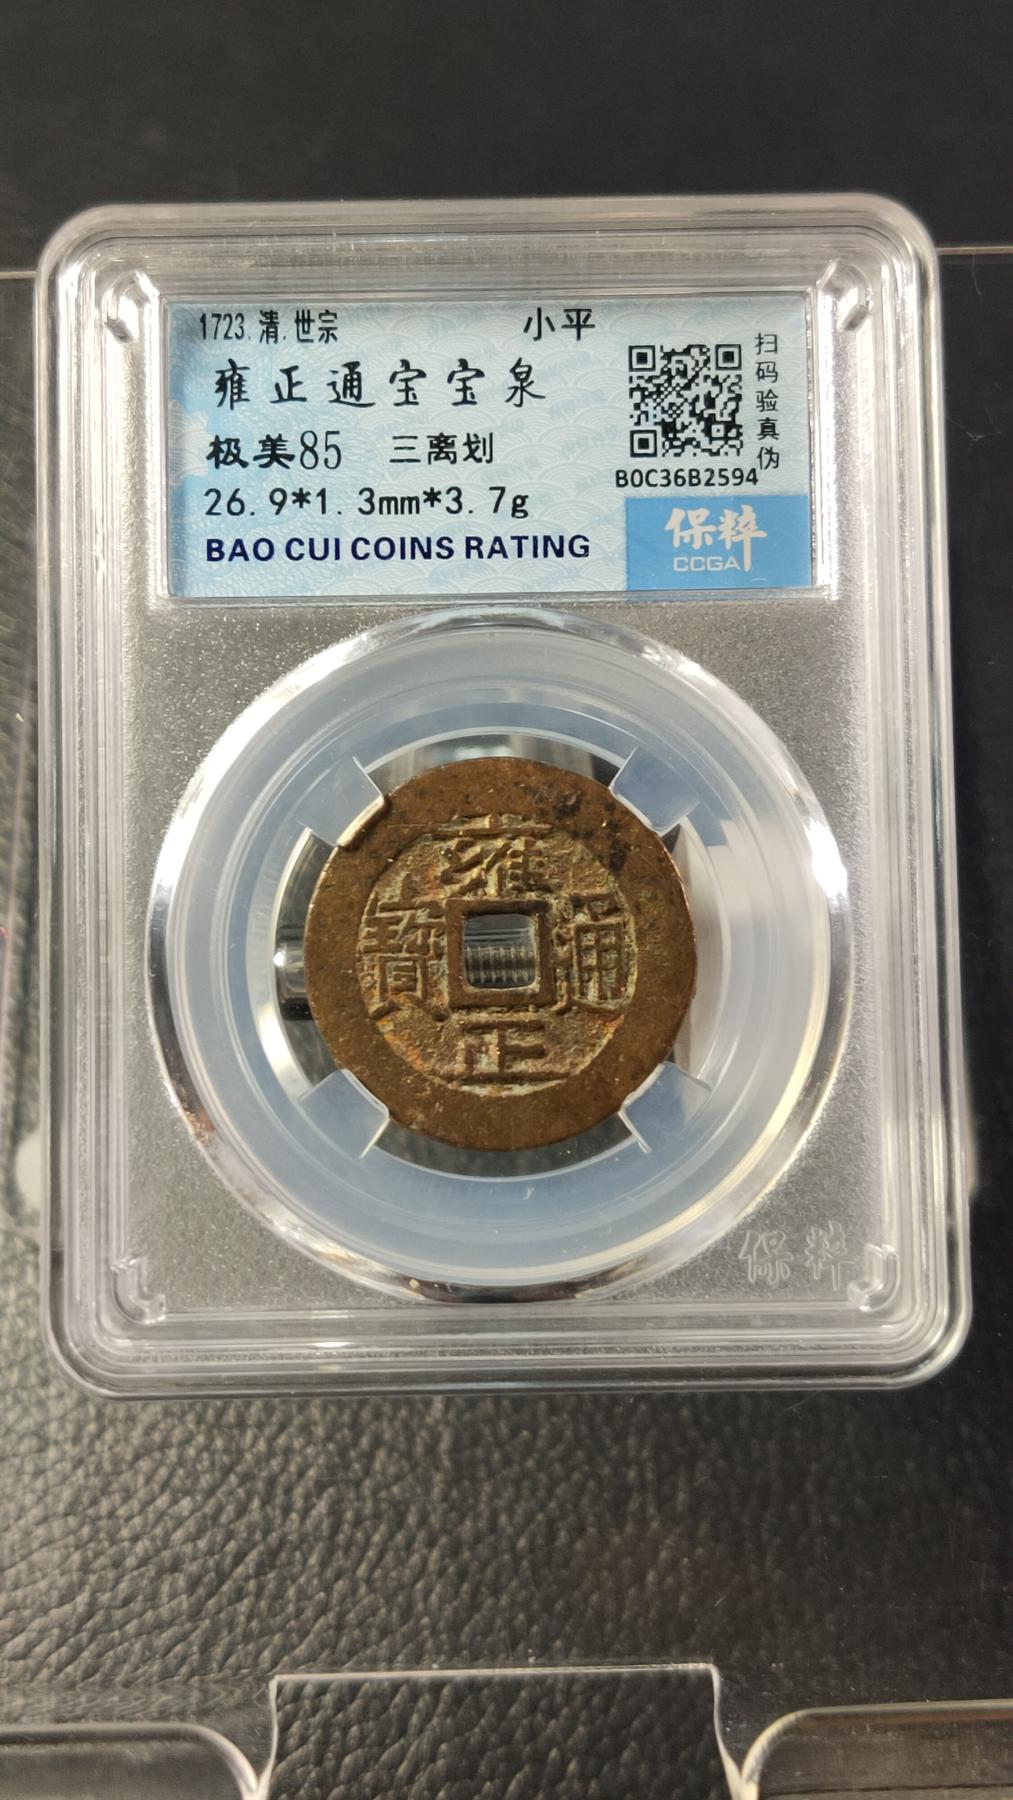 1723.清.世宗 小平
雍正通宝宝泉
极美85 三离划
26.9*1.3mm*3.7g
BAO CUI COINS RATING
扫码验真伪
B0C36B2594
保粹
CCGA
雍
寶 通
正
保粹